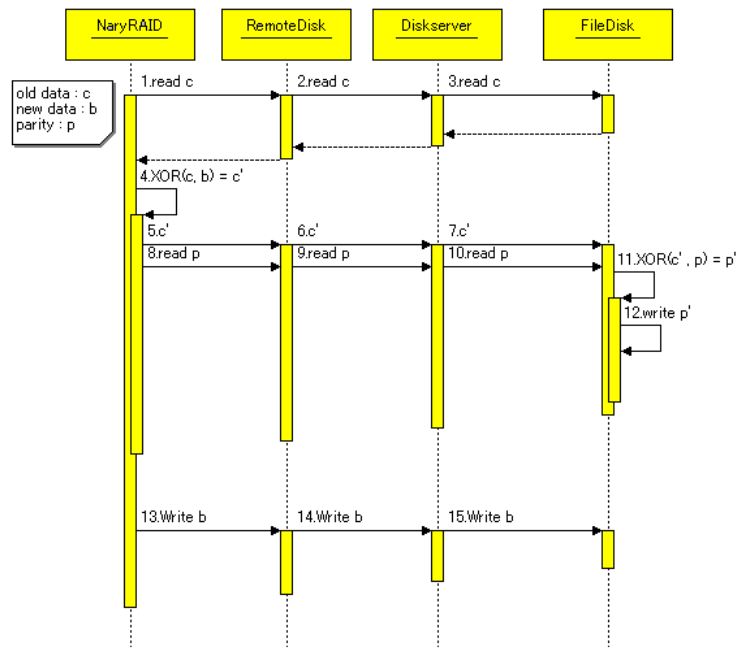 NaryRAID
RemoteDisk
Diskserver
FileDisk
old data : c
new data : b
parity : p
1.read c
2.read c
3.read c
4.XOR(c, b) = c'
5.c'
6.c'
7.c'
8.read p
9.read p
10.read p
11.XOR(c' , p) = p'
12.write p'
13.Write b
14.Write b
15.Write b